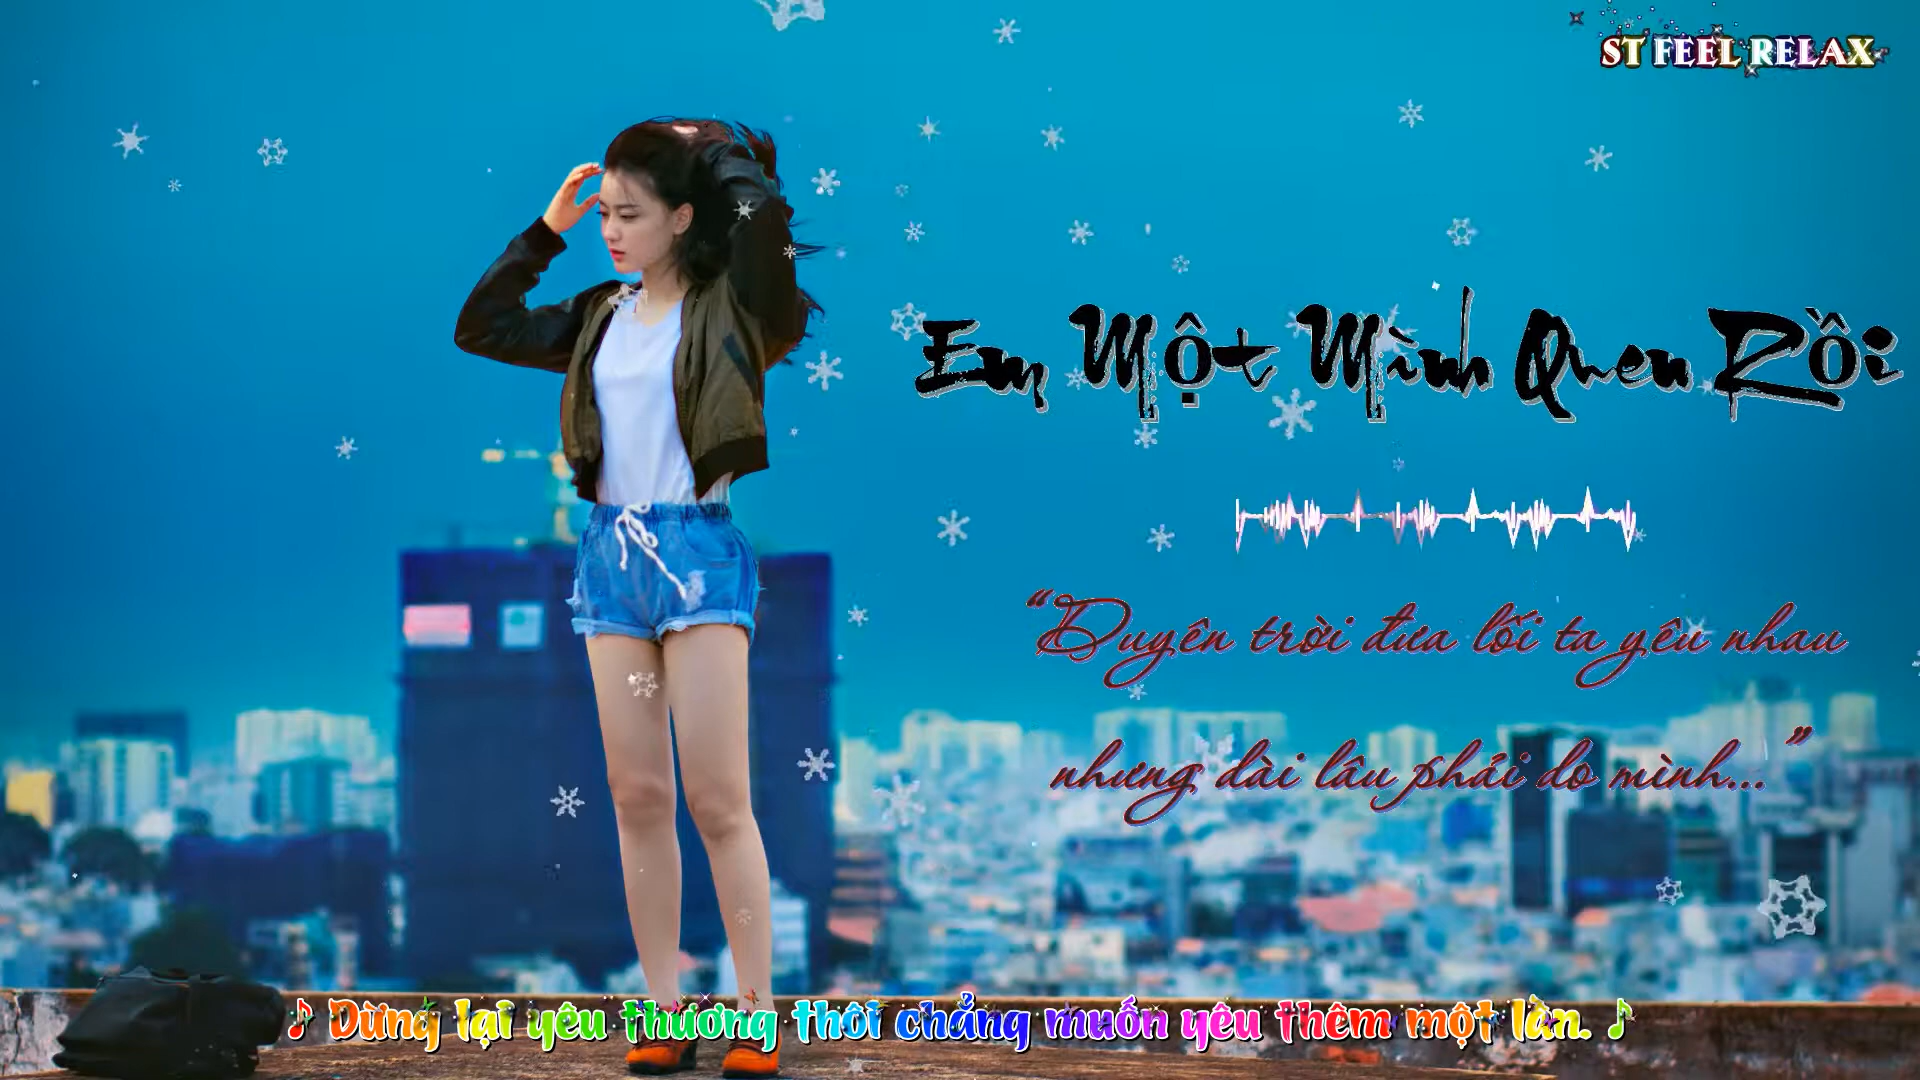 ST FEEL RELAX
Em Một Mình Quen Rồi
“Duyên trời đưa lối ta yêu nhau
nhưng dài lâu phải do mình...”
♪ Dừng lại yêu thương thôi chẳng muốn yêu thêm một lần. ♪